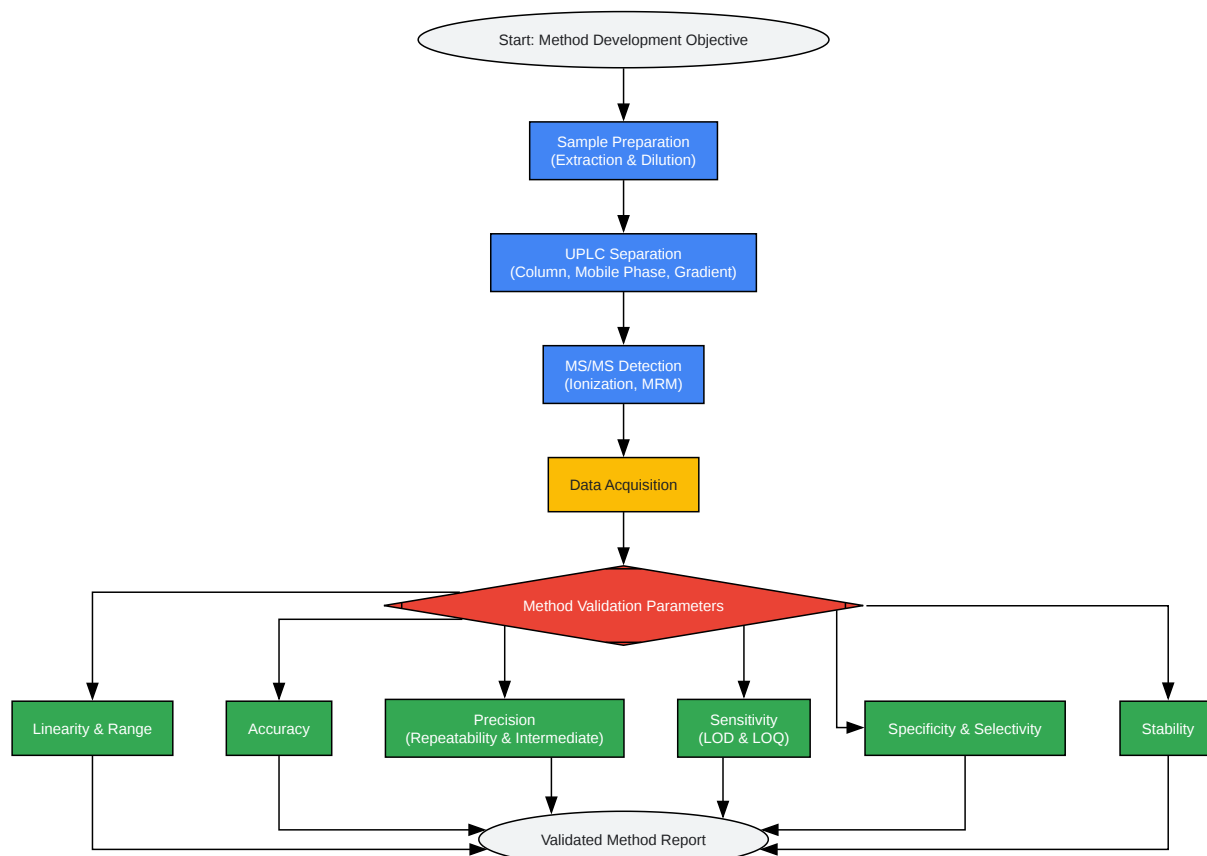 Start: Method Development Objective
Sample Preparation
(Extraction & Dilution)
UPLC Separation
(Column, Mobile Phase, Gradient)
MS/MS Detection
(Ionization, MRM)
Data Acquisition
Method Validation Parameters
Linearity & Range
Accuracy
Precision
(Repeatability & Intermediate)
Sensitivity
(LOD & LOQ)
Specificity & Selectivity
Stability
Validated Method Report